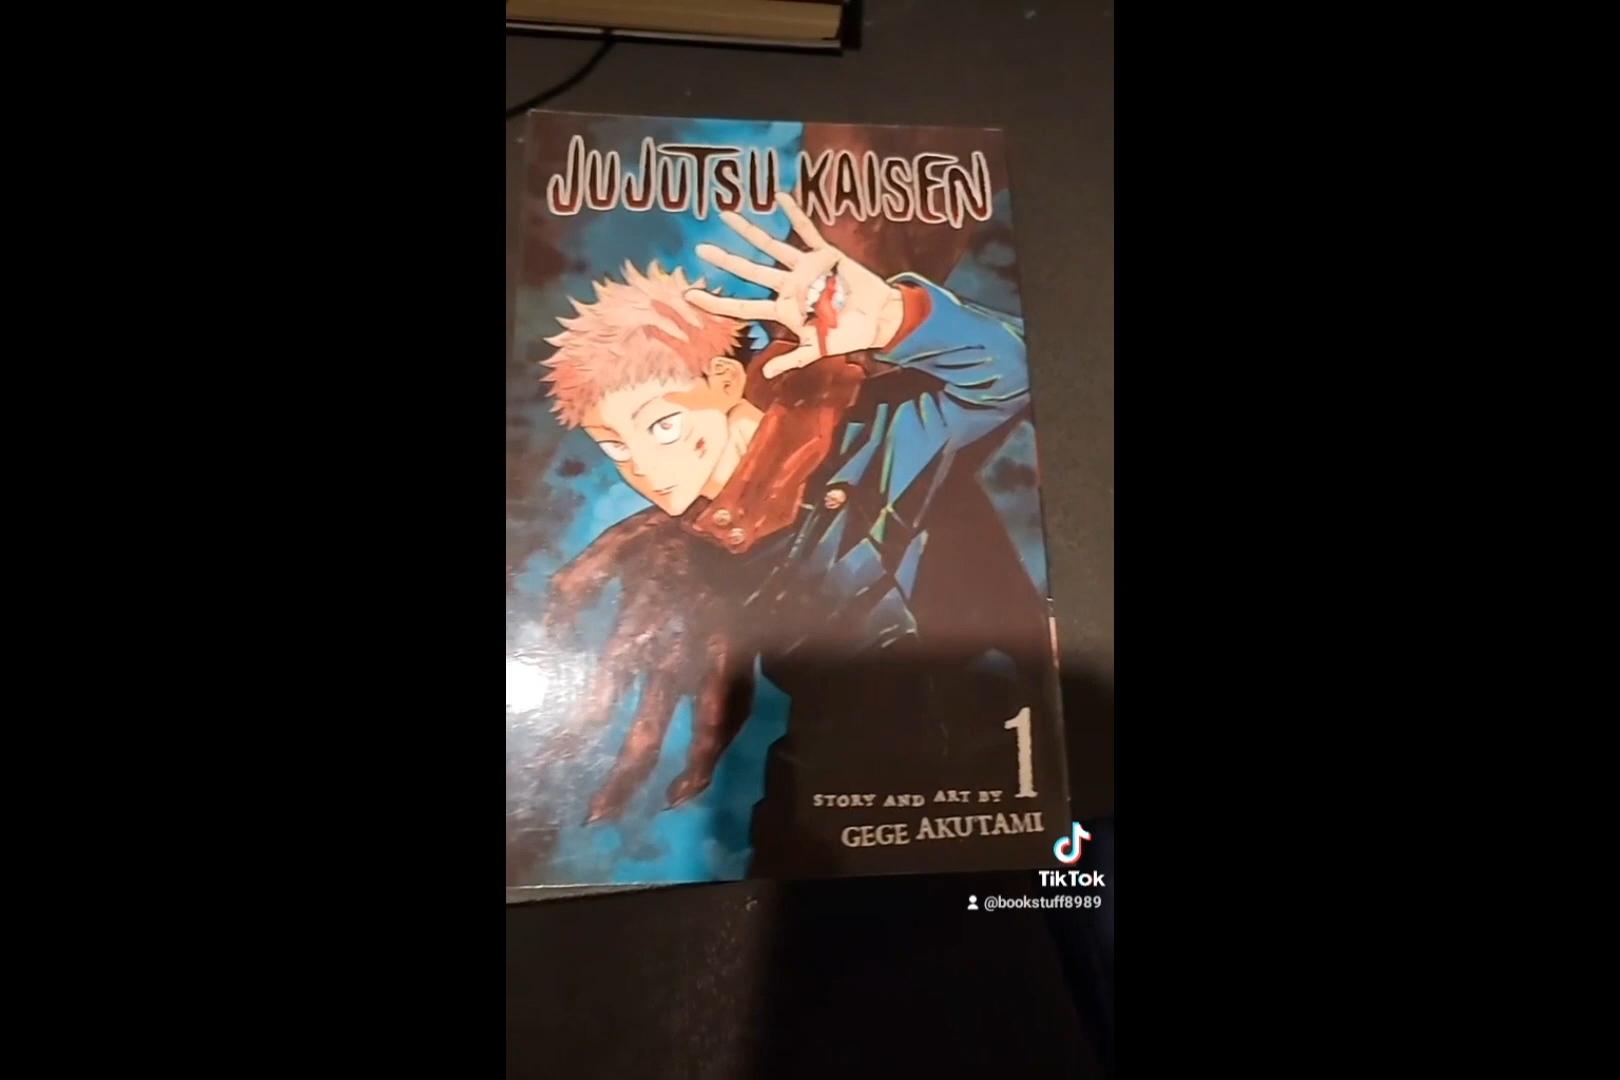 JUJUTSU KAISEN
1
STORY AND ART BY
GEGE AKUTAMI
TikTok
@bookstuff8989